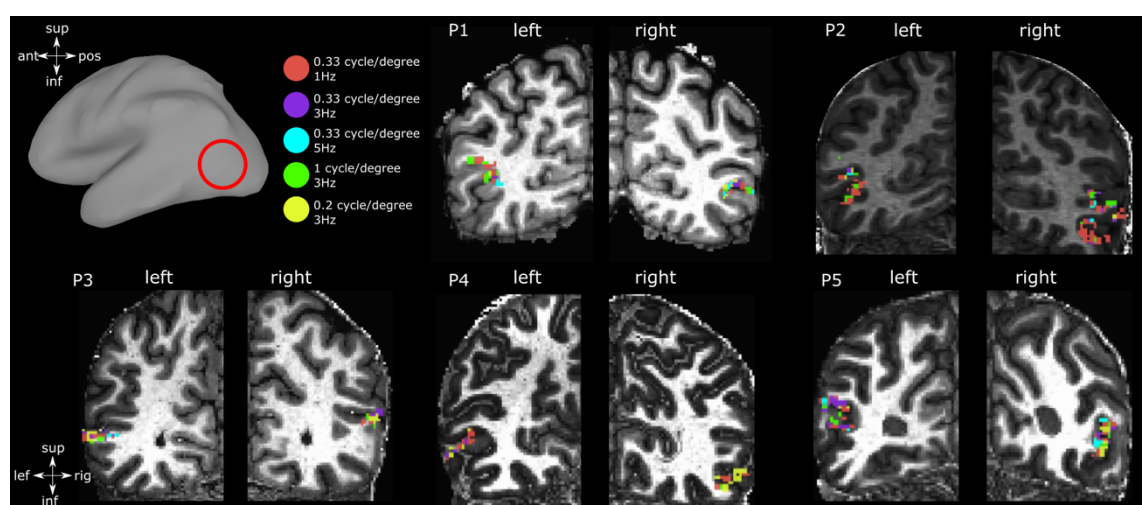 sup
ant pos
inf
0.33 cycle/degree
1Hz
0.33 cycle/degree
3Hz
0.33 cycle/degree
5Hz
1 cycle/degree
3Hz
0.2 cycle/degree
3Hz
P1 left right
P2 left right
P3 left right
P4 left right
P5 left right
sup
lef rig
inf